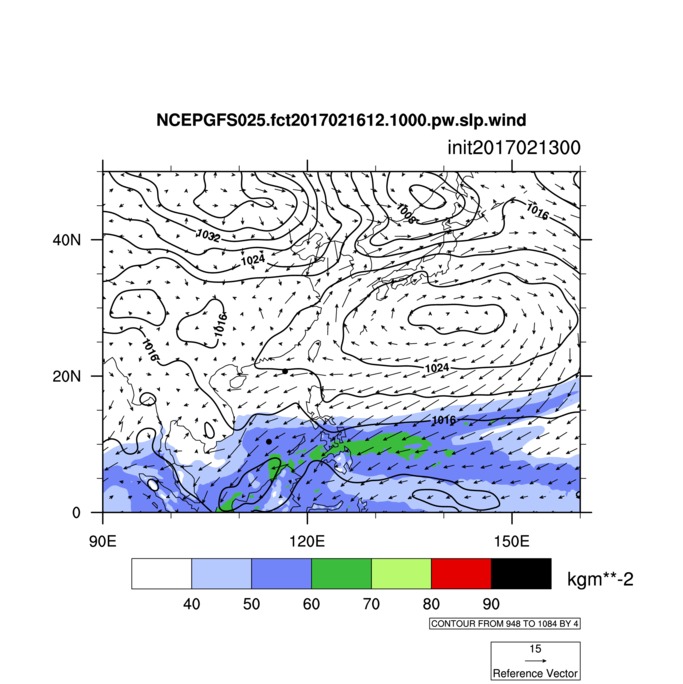 NCEPGFS025.fct2017021612.1000.pw.slp.wind
init2017021300
40N
20N
0
1032
1024
1008
1016
1016
1016
1024
1016
90E
120E
150E
40
50
60
70
80
90
kgm**-2
CONTOUR FROM 948 TO 1084 BY 4
15
Reference Vector